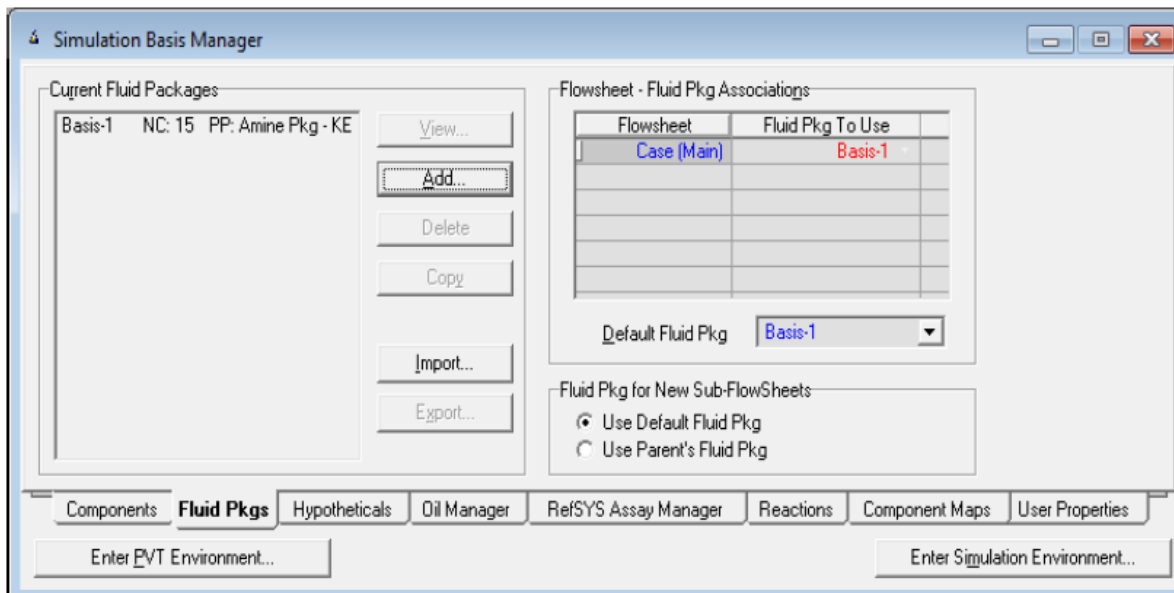 Simulation Basis Manager
Current Fluid Packages
Basis-1 NC: 15 PP: Amine Pkg - KE
View...
Add...
Delete
Copy
Import...
Export...
Flowsheet - Fluid Pkg Associations
Flowsheet Fluid Pkg To Use
Case (Main) Basis-1
Default Fluid Pkg Basis-1
Fluid Pkg for New Sub-FlowSheets
Use Default Fluid Pkg
Use Parent's Fluid Pkg
Components Fluid Pkgs Hypotheticals Oil Manager RefSYS Assay Manager Reactions Component Maps User Properties
Enter PVT Environment... Enter Simulation Environment...